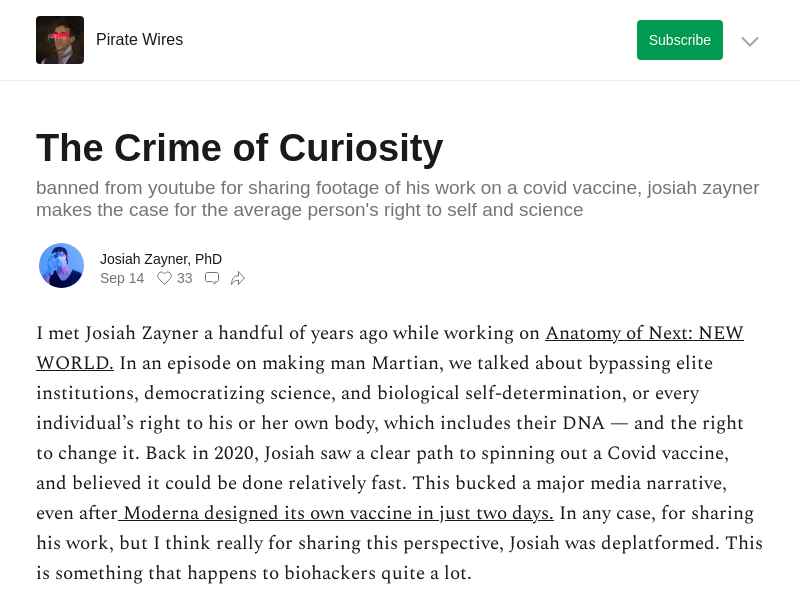 Pirate Wires
Subscribe
The Crime of Curiosity
banned from youtube for sharing footage of his work on a covid vaccine, josiah zayner
makes the case for the average person's right to self and science
Josiah Zayner, PhD
Sep 14 33
I met Josiah Zayner a handful of years ago while working on Anatomy of Next: NEW
WORLD. In an episode on making man Martian, we talked about bypassing elite
institutions, democratizing science, and biological self-determination, or every
individual’s right to his or her own body, which includes their DNA — and the right
to change it. Back in 2020, Josiah saw a clear path to spinning out a Covid vaccine,
and believed it could be done relatively fast. This bucked a major media narrative,
even after Moderna designed its own vaccine in just two days. In any case, for sharing
his work, but I think really for sharing this perspective, Josiah was deplatformed. This
is something that happens to biohackers quite a lot.